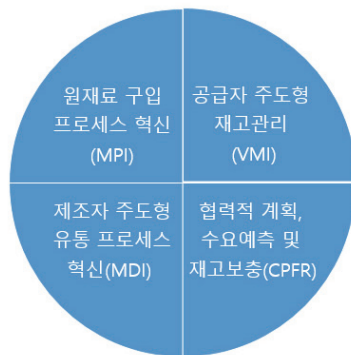 원재료 구입
프로세스 혁신
(MPI)
공급자 주도형
재고관리
(VMI)
제조자 주도형
유통 프로세스
혁신(MDI)
협력적 계획,
수요예측 및
재고보충(CPFR)